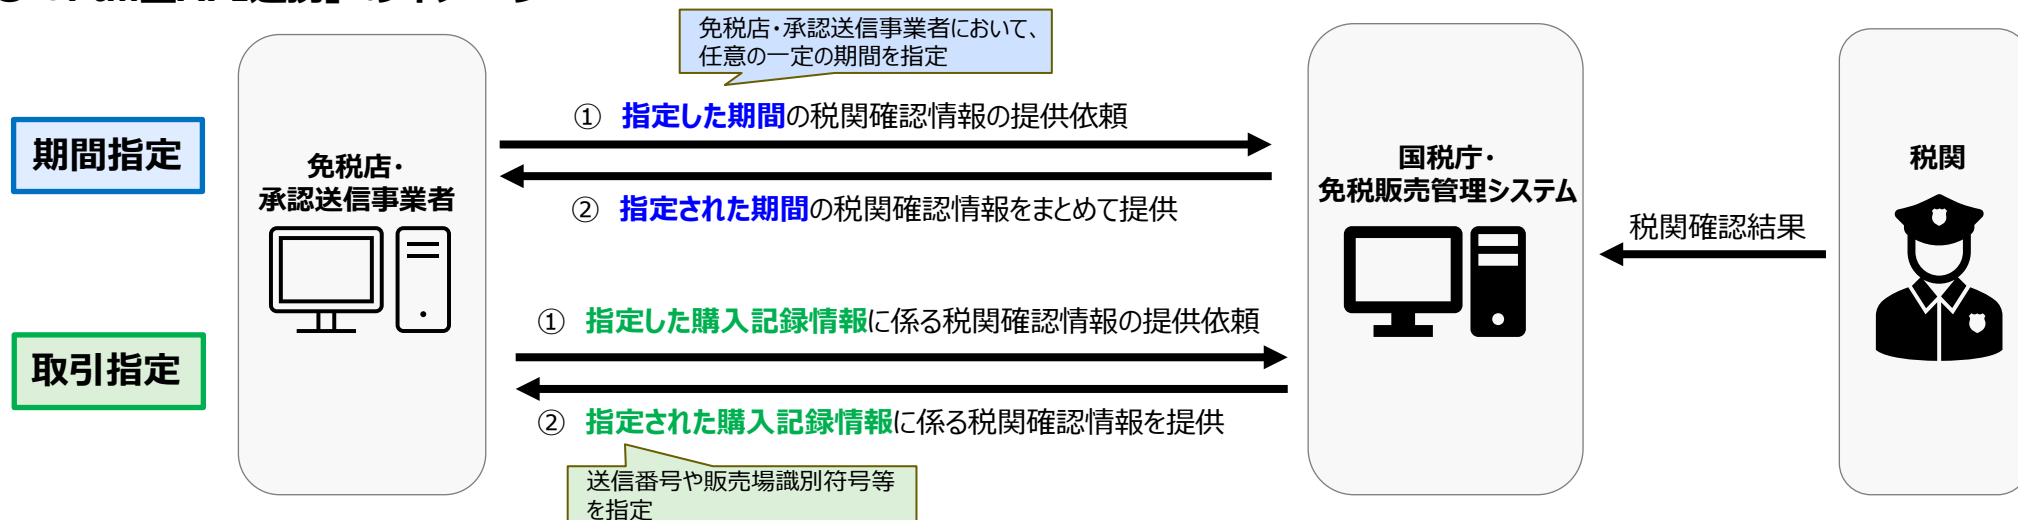 免税店・承認送信事業者において、
任意の一定の期間を指定
期間指定
免税店・
承認送信事業者
① 指定した期間の税関確認情報の提供依頼
② 指定された期間の税関確認情報をまとめて提供
国税庁・
免税販売管理システム
税関確認結果
税関
取引指定
① 指定した購入記録情報に係る税関確認情報の提供依頼
② 指定された購入記録情報に係る税関確認情報を提供
送信番号や販売場識別符号等
を指定